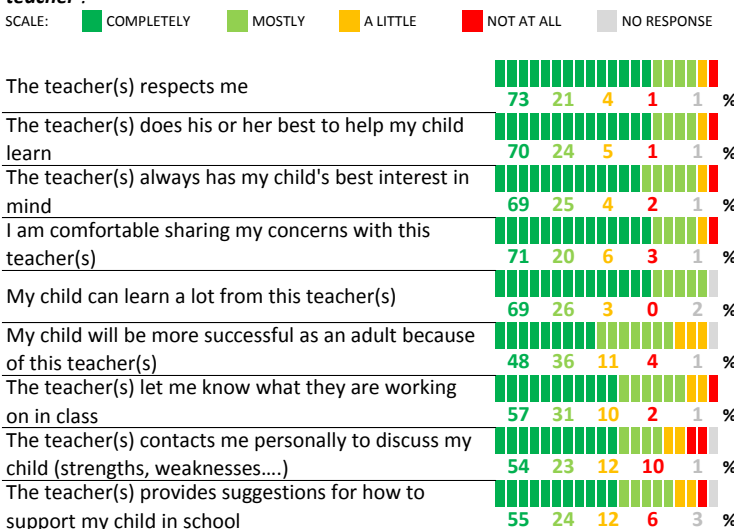 teacher :
SCALE: COMPLETELY MOSTLY A LITTLE NOT AT ALL NO RESPONSE
The teacher(s) respects me
73 21 4 1 1 %
The teacher(s) does his or her best to help my child
learn
70 24 5 1 1 %
The teacher(s) always has my child's best interest in
mind
69 25 4 2 1 %
I am comfortable sharing my concerns with this
teacher(s)
71 20 6 3 1 %
My child can learn a lot from this teacher(s)
69 26 3 0 2 %
My child will be more successful as an adult because
of this teacher(s)
48 36 11 4 1 %
The teacher(s) let me know what they are working
on in class
57 31 10 2 1 %
The teacher(s) contacts me personally to discuss my
child (strengths, weaknesses....)
54 23 12 10 1 %
The teacher(s) provides suggestions for how to
support my child in school
55 24 12 6 3 %